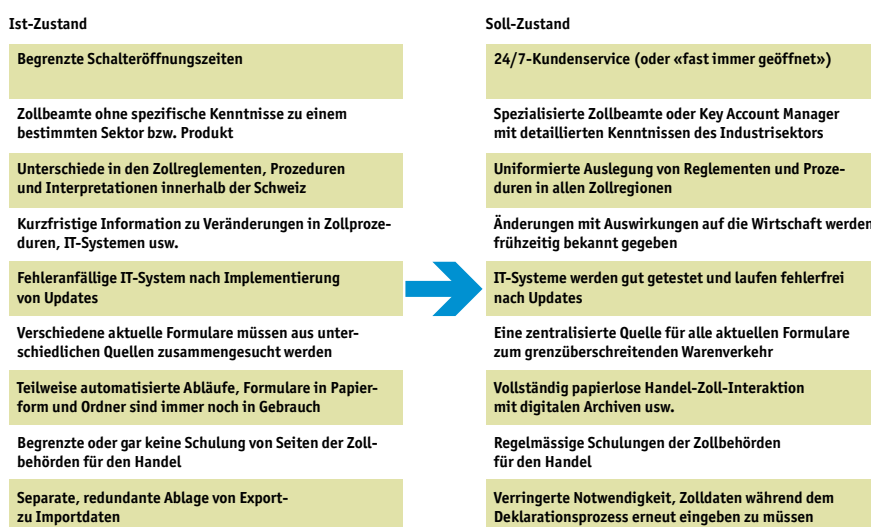 Ist-Zustand
Begrenzte Schalteröffnungszeiten
Zollbeamte ohne spezifische Kenntnisse zu einem
bestimmten Sektor bzw. Produkt
Unterschiede in den Zollreglementen, Prozeduren
und Interpretationen innerhalb der Schweiz
Kurzfristige Information zu Veränderungen in Zollproze-
duren, IT-Systemen usw.
Fehleranfällige IT-System nach Implementierung
von Updates
Verschiedene aktuelle Formulare müssen aus unter-
schiedlichen Quellen zusammengesucht werden
Teilweise automatisierte Abläufe, Formulare in Papier-
form und Ordner sind immer noch in Gebrauch
Begrenzte oder gar keine Schulung von Seiten der Zoll-
behörden für den Handel
Separate, redundante Ablage von Export-
zu Importdaten
Soll-Zustand
24/7-Kundenservice (oder «fast immer geöffnet»)
Spezialisierte Zollbeamte oder Key Account Manager
mit detaillierten Kenntnissen des Industrisektors
Uniformierte Auslegung von Reglementen und Proze-
duren in allen Zollregionen
Änderungen mit Auswirkungen auf die Wirtschaft werden
frühzeitig bekannt gegeben
IT-Systeme werden gut getestet und laufen fehlerfrei
nach Updates
Eine zentralisierte Quelle für alle aktuellen Formulare
zum grenzüberschreitenden Warenverkehr
Vollständig papierlose Handel-Zoll-Interaktion
mit digitalen Archiven usw.
Regelmässige Schulungen der Zollbehörden
für den Handel
Verringerte Notwendigkeit, Zolldaten während dem
Deklarationsprozess erneut eingeben zu müssen